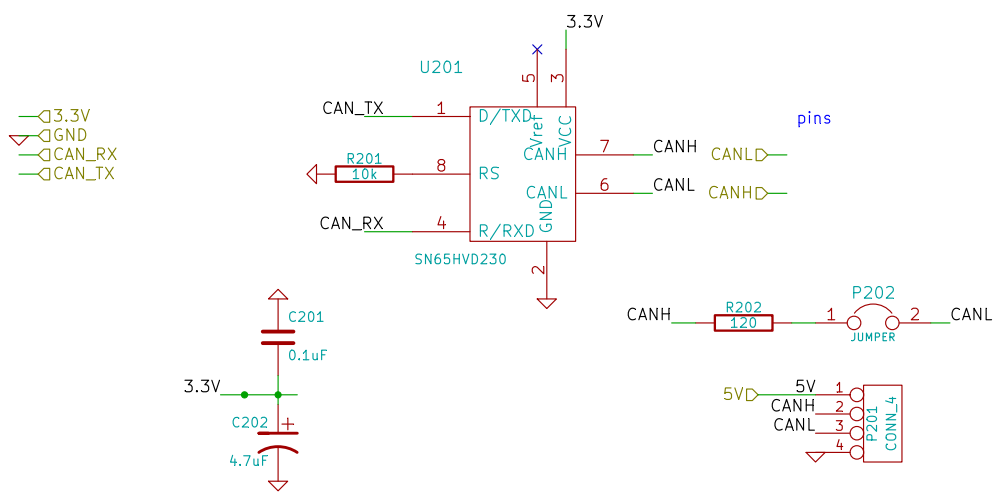 3.3V
U201
5
3
CAN_TX
1
D/TXD
Vref
VCC
pins
3.3V
GND
CAN_RX
CAN_TX
CANH
7
CANH
CANL
R201
10k
8
RS
CANL
6
CANL
CANH
CAN_RX
4
R/RXD
GND
SN65HVD230
2
C201
0.1uF
3.3V
C202
4.7uF
P202
CANH
R202
120
1
2
CANL
JUMPER
5V
5V
1
CANH
2
CANL
3
4
P201
CONN_4